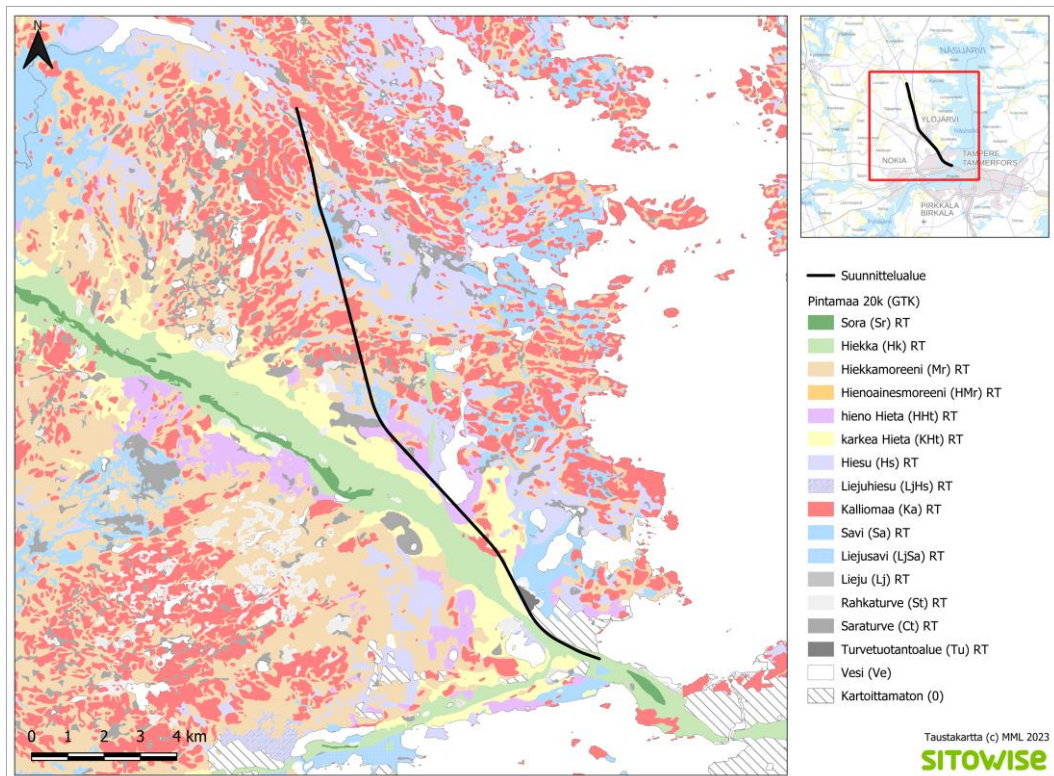 N
0 1 2 3 4 km
NÄSIJÄRVI
YLÖJÄRVI
NOKIA
TAMPERE
TAMMERFORS
PIRKKALA
BIRKALA
Suunnittelualue
Pintamaa 20k (GTK)
Sora (Sr) RT
Hiekka (Hk) RT
Hiekkamoreeni (Mr) RT
Hienoainesmoreeni (HMr) RT
hieno Hieta (HHt) RT
karkea Hieta (KHt) RT
Hiesu (Hs) RT
Liejuhiesu (LjHs) RT
Kalliomaa (Ka) RT
Savi (Sa) RT
Liejusavi (LjSa) RT
Lieju (Lj) RT
Rahkaturve (St) RT
Saraturve (Ct) RT
Turvetuotantoalue (Tu) RT
Vesi (Ve)
Kartoittamaton (0)
Taustakartta (c) MML 2023
SITOWISE